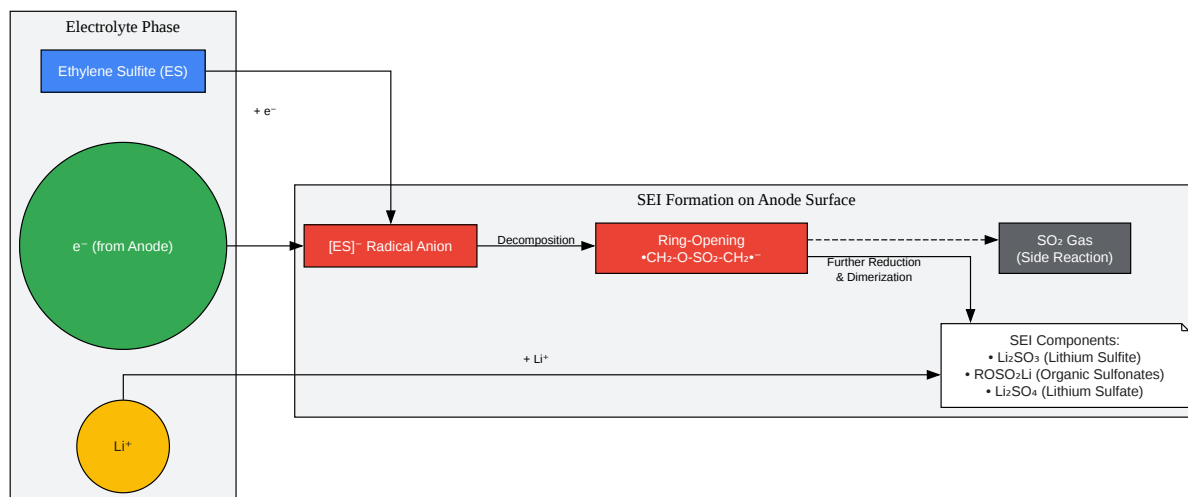 Electrolyte Phase
Ethylene Sulfite (ES)
+ e⁻
e⁻ (from Anode)
Li⁺
SEI Formation on Anode Surface
[ES]⁻ Radical Anion
Decomposition
Ring-Opening
•CH₂-O-SO₂-CH₂•⁻
Further Reduction
& Dimerization
SO₂ Gas
(Side Reaction)
+ Li⁺
SEI Components:
• Li₂SO₃ (Lithium Sulfite)
• ROSO₂Li (Organic Sulfonates)
• Li₂SO₄ (Lithium Sulfate)